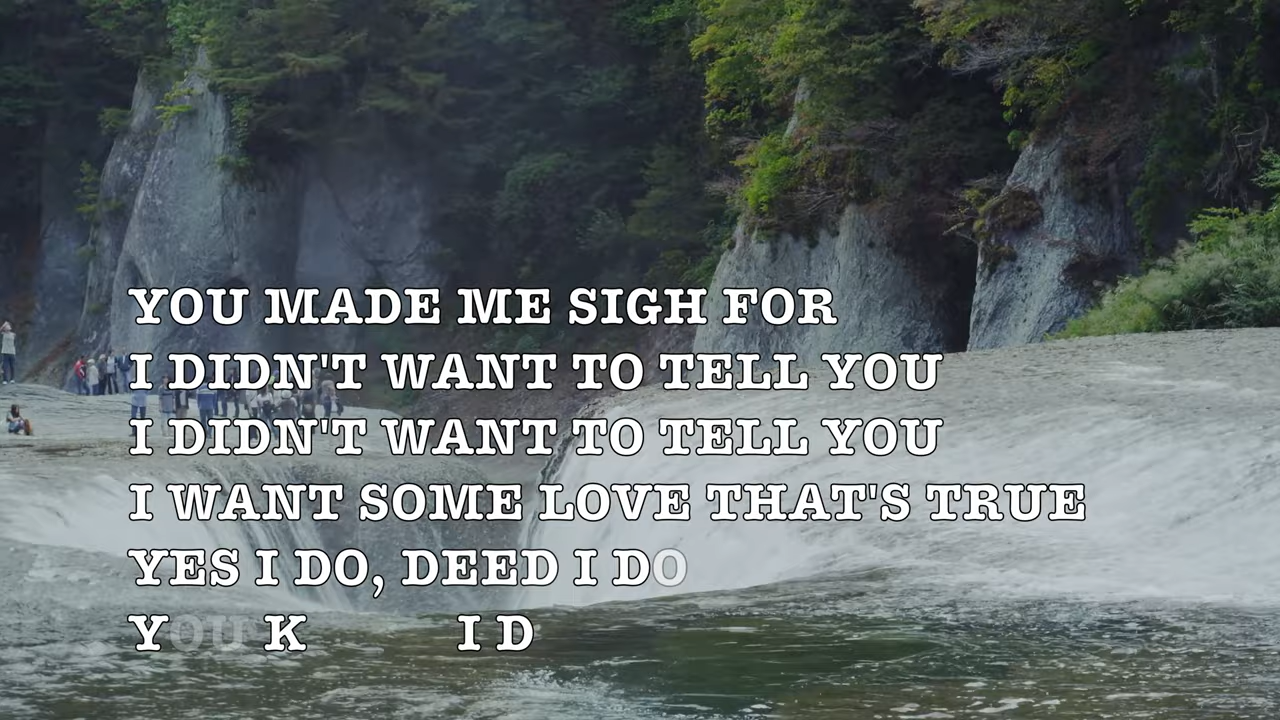 YOU MADE ME SIGH FOR
I DIDN'T WANT TO TELL YOU
I DIDN'T WANT TO TELL YOU
I WANT SOME LOVE THAT'S TRUE
YES I DO, DEED I DO
YOU K I D